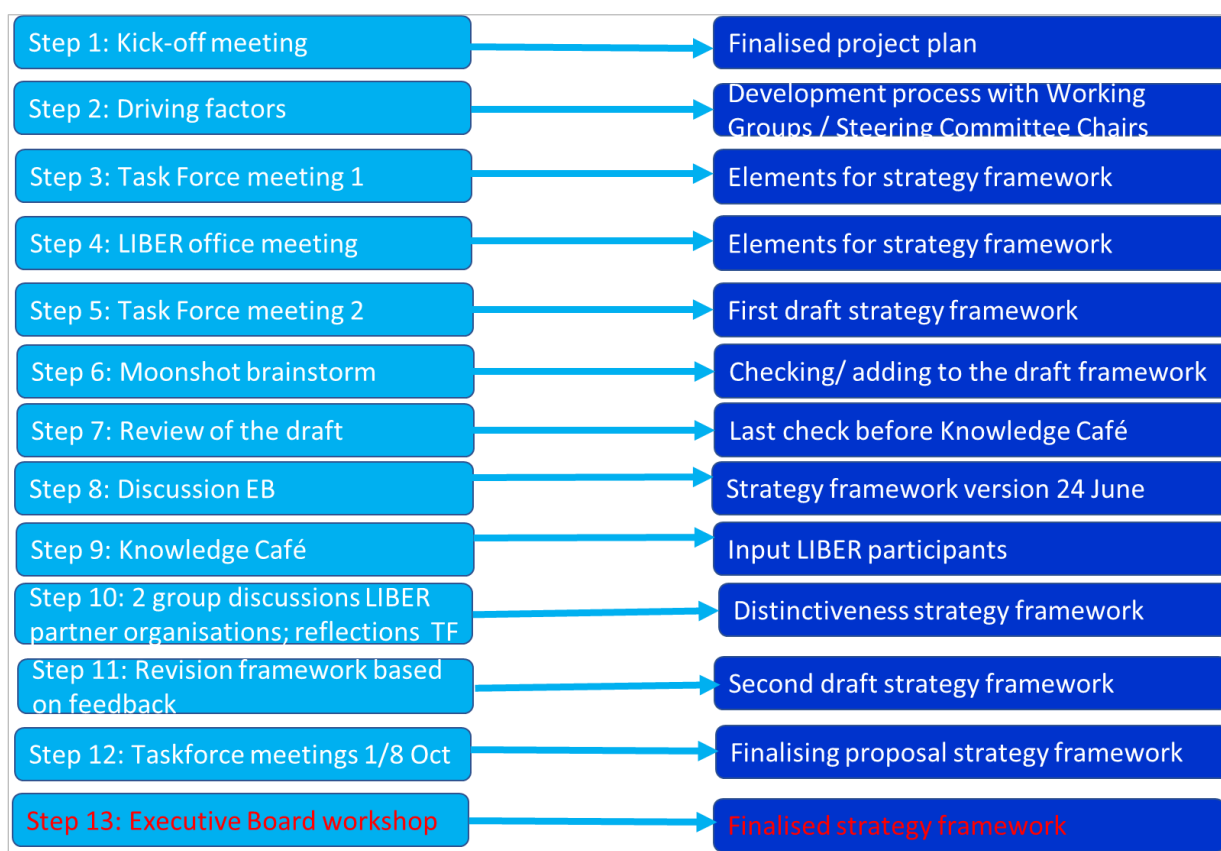 Step 1: Kick-off meeting
Finalised project plan
Step 2: Driving factors
Development process with Working
Groups / Steering Committee Chairs
Step 3: Task Force meeting 1
Elements for strategy framework
Step 4: LIBER office meeting
Elements for strategy framework
Step 5: Task Force meeting 2
First draft strategy framework
Step 6: Moonshot brainstorm
Checking/ adding to the draft framework
Step 7: Review of the draft
Last check before Knowledge Café
Step 8: Discussion EB
Strategy framework version 24 June
Step 9: Knowledge Café
Input LIBER participants
Step 10: 2 group discussions LIBER
partner organisations; reflections TF
Distinctiveness strategy framework
Step 11: Revision framework based
on feedback
Second draft strategy framework
Step 12: Taskforce meetings 1/8 Oct
Finalising proposal strategy framework
Step 13: Executive Board workshop
Finalised strategy framework